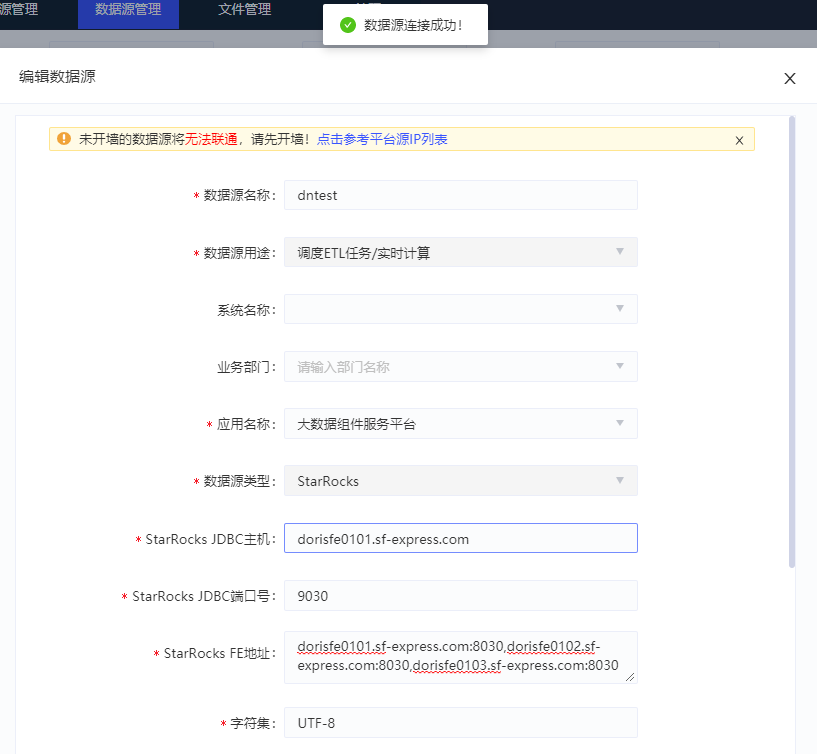 源管理 数据源管理 文件管理
数据源连接成功！
编辑数据源
未开墙的数据源将无法联通，请先开墙！点击参考平台源IP列表
* 数据源名称： dntest
* 数据源用途： 调度ETL任务/实时计算
系统名称：
业务部门： 请输入部门名称
* 应用名称： 大数据组件服务平台
* 数据源类型： StarRocks
* StarRocks JDBC主机： dorisfe0101.sf-express.com
* StarRocks JDBC端口号： 9030
* StarRocks FE地址： dorisfe0101.sf-express.com:8030,dorisfe0102.sf-
express.com:8030,dorisfe0103.sf-express.com:8030
* 字符集： UTF-8